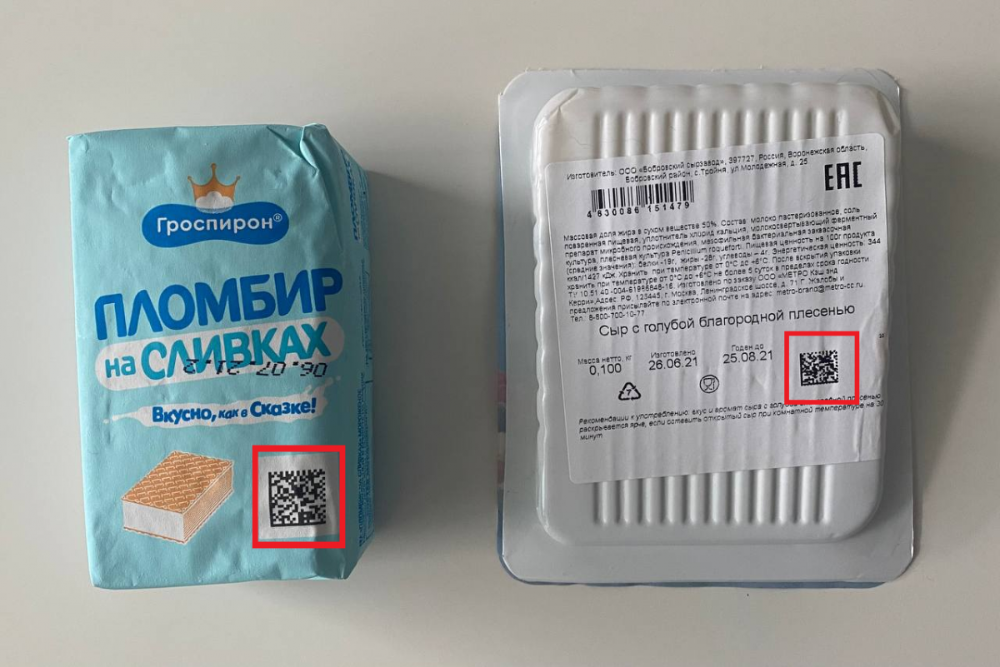 Гроспирон®
ПЛОМБИР
на СЛИВКАХ
06.07.21.2
Вкусно, как в Сказке!
Изготовитель: ООО «Бобровский сырзавод», 397727, Россия, Воронежская область,
Бобровский район, с.Тройня, ул.Молодежная, д. 25
EAC
4 630086 151479
Массовая доля жира в сухом веществе 50%. Состав: молоко пастеризованное, соль
поваренная пищевая, уплотнитель хлорид кальция, молокосвертывающий ферментный
препарат микробного происхождения, мезофильная бактериальная заквасочная
культура, плесневая культура Penicillium roqueforti. Пищевая ценность на 100г продукта
(средние значения): белки -19г, жиры -28г, углеводы – 4г. Энергетическая ценность: 344
ккал/1427 кДж. Хранить при температуре от 0°С до +6°С. После вскрытия упаковки
хранить при температуре от 0°С до +6°С не более 5 суток в пределах срока годности
ТУ 10.51.40-004-61986848-16. Изготовлено по заказу ООО «МЕТРО Кэш энд
Керри»,Адрес: РФ, 125445, г. Москва, Ленинградское шоссе, д. 71 Г. Жалобы и
предложения присылайте по электронной почте на адрес: metro-brand@metro-cc.ru.
Тел.: 8-800-700-10-77
Сыр с голубой благородной плесенью
Масса нетто, кг
0,100
Изготовлено
26.06.21
Годен до
25.08.21
7
Рекомендации к употреблению: вкус и аромат сыра с голубой благородной плесенью
раскрывается ярче, если оставить открытый сыр при комнатной температуре на 30
минут